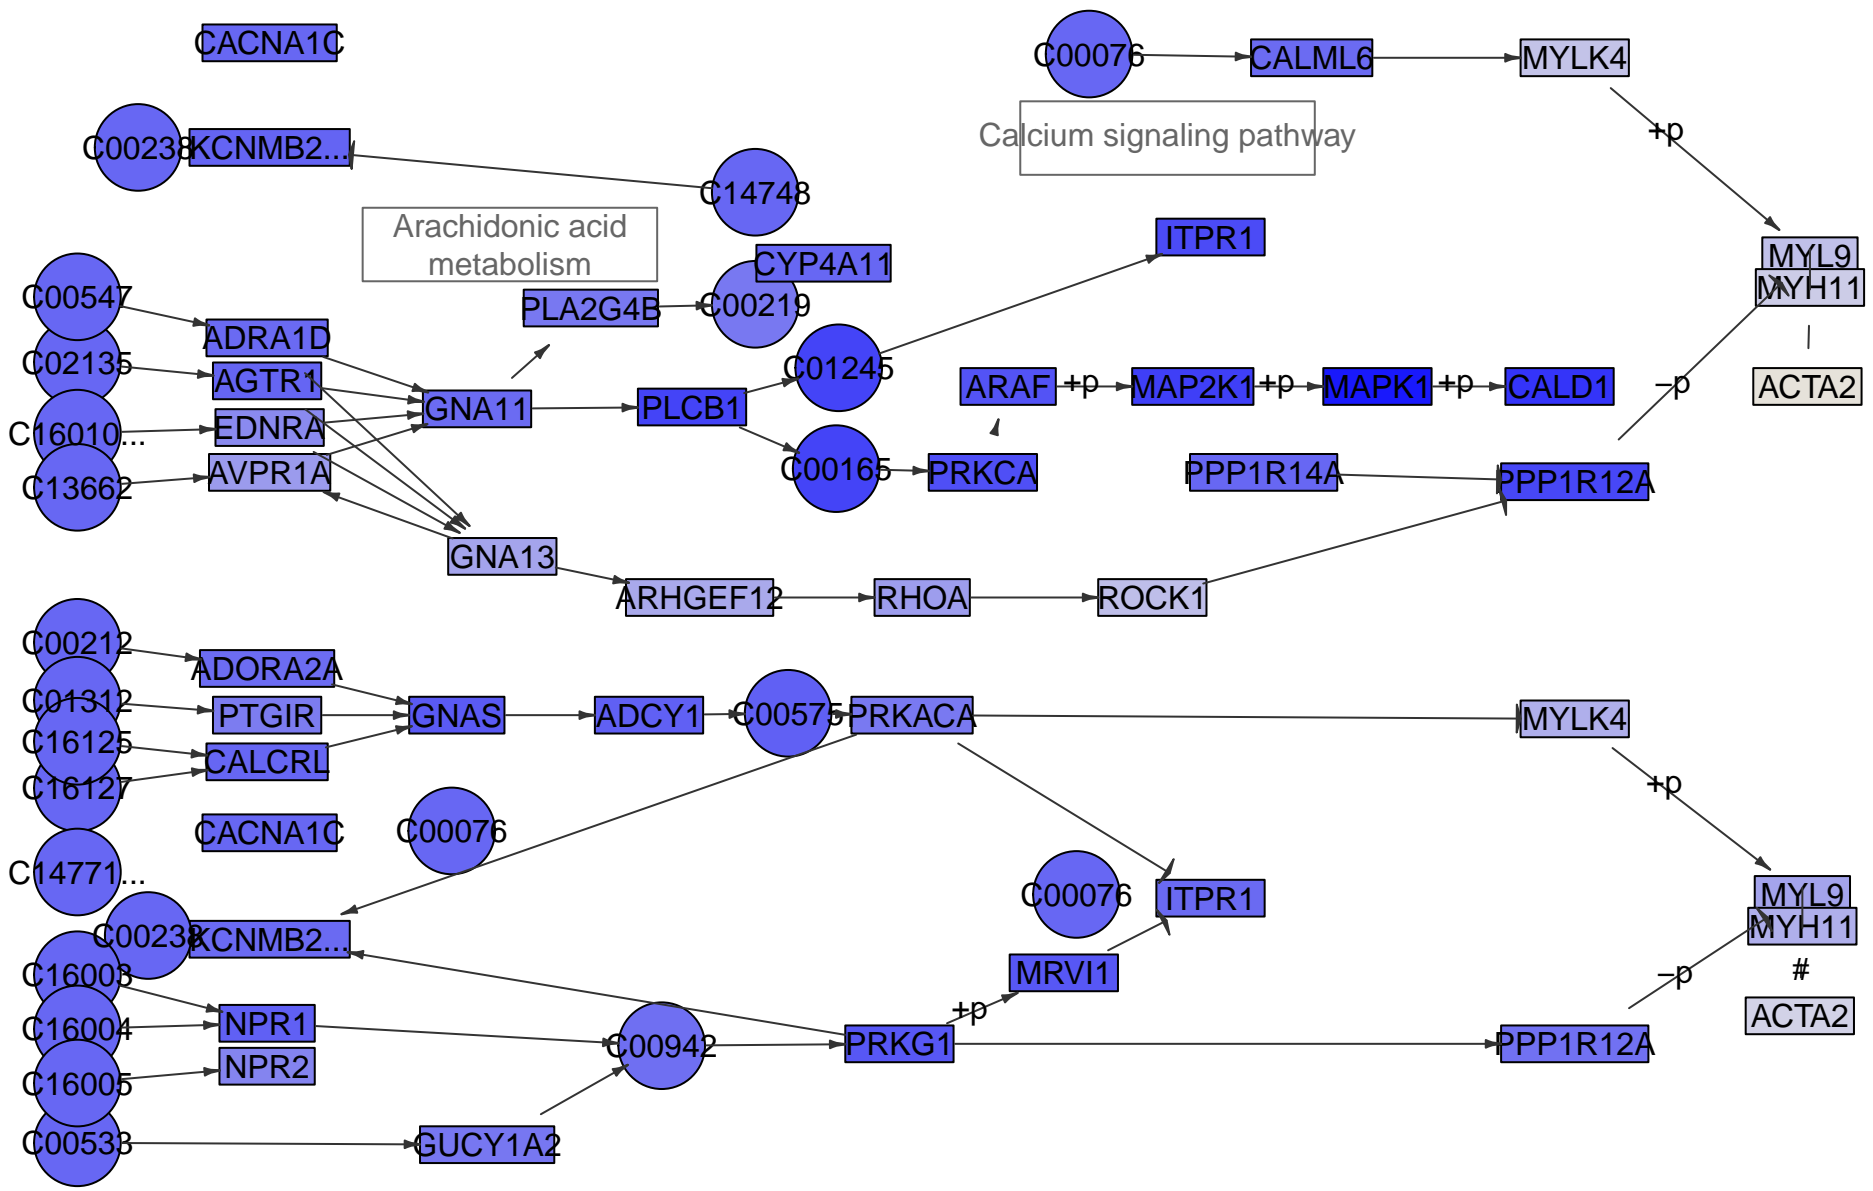 CACNA1C
C00076
CALML6
MYLK4
C00238
KCNMB2...
Calcium signaling pathway
+p
C14748
Arachidonic acid
metabolism
ITPR1
CYP4A11
MYL9
MYH11
C00547
PLA2G4B
C00219
ADRA1D
C02135
AGTR1
C01245
ARAF
+p
MAP2K1
+p
MAPK1
+p
CALD1
−p
ACTA2
GNA11
PLCB1
C16010...
EDNRA
C13662
AVPR1A
C00165
PRKCA
PPP1R14A
PPP1R12A
GNA13
ARHGEF12
RHOA
ROCK1
C00212
ADORA2A
C01312
PTGIR
GNAS
ADCY1
C00575
PRKACA
MYLK4
C16125
CALCRL
C16127
+p
CACNA1C
C00076
C14771...
C00076
ITPR1
MYL9
MYH11
C00238
KCNMB2...
C16003
MRVI1
−p
#
+p
C16004
NPR1
ACTA2
C00942
PRKG1
PPP1R12A
C16005
NPR2
C00533
GUCY1A2